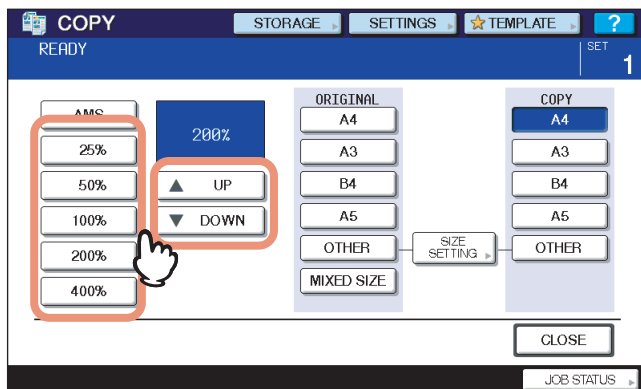 COPY
STORAGE
SETTINGS
TEMPLATE
?
READY
SET
1
AMS
25%
50%
100%
200%
400%
200%
UP
DOWN
ORIGINAL
A4
A3
B4
A5
OTHER
MIXED SIZE
SIZE
SETTING
COPY
A4
A3
B4
A5
OTHER
CLOSE
JOB STATUS